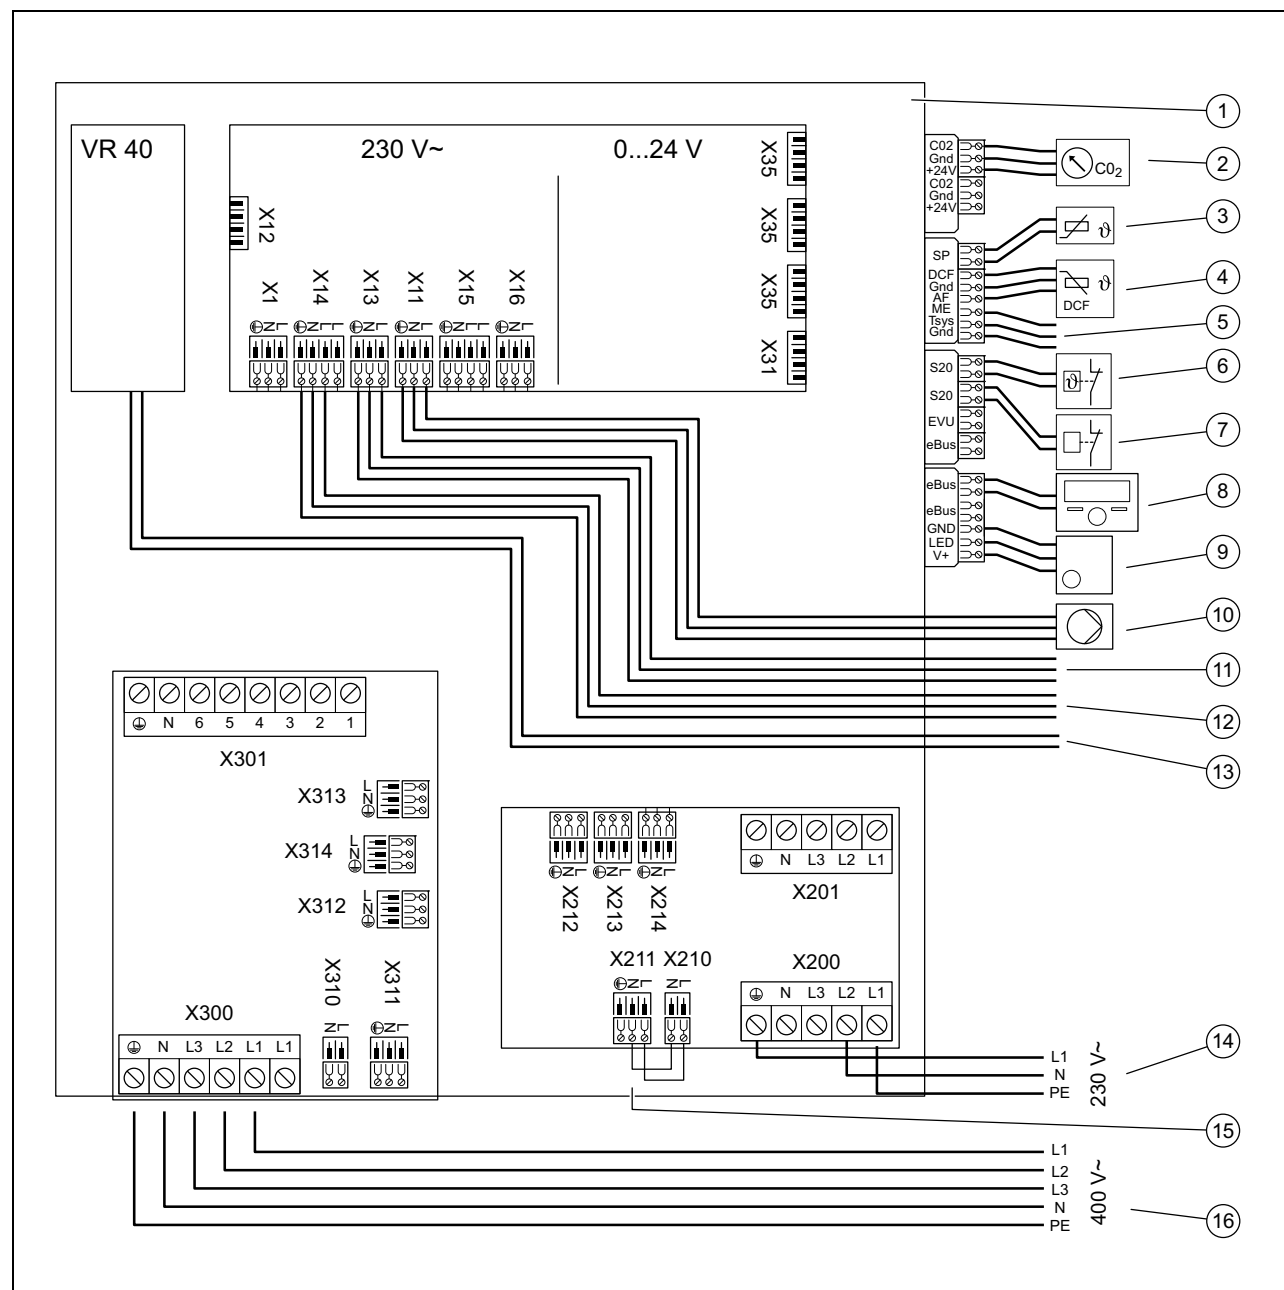 1
VR 40
230 V~
0...24 V
X35
C02
Gnd
+24V
C02
Gnd
+24V
C0₂
2
X12
X35
3
SP
ϑ
X1
X14
X13
X11
X15
X16
X35
DCF
Gnd
AF
ME
Tsys
Gnd
ϑ
DCF
4
5
⏚ N L
⏚ N L L
⏚ N L
⏚ N L
⏚ N L L
⏚ N L
X31
S20
S20
EVU
eBus
ϑ
6
7
eBus
eBus
GND
LED
V+
8
9
10
11
12
13
⏚ N 6 5 4 3 2 1
X301
X313
L
N
⏚
X314
L
N
⏚
X312
L
N
⏚
X310
N L
X311
⏚ N L
X300
⏚ N L3 L2 L1 L1
⏚ N L
⏚ N L
⏚ N L
X212
X213
X214
⏚ N L3 L2 L1
X201
X211
X210
⏚ N L
N L
X200
⏚ N L3 L2 L1
L1
N
PE
230 V~
14
15
L1
L2
L3
N
PE
400 V~
16